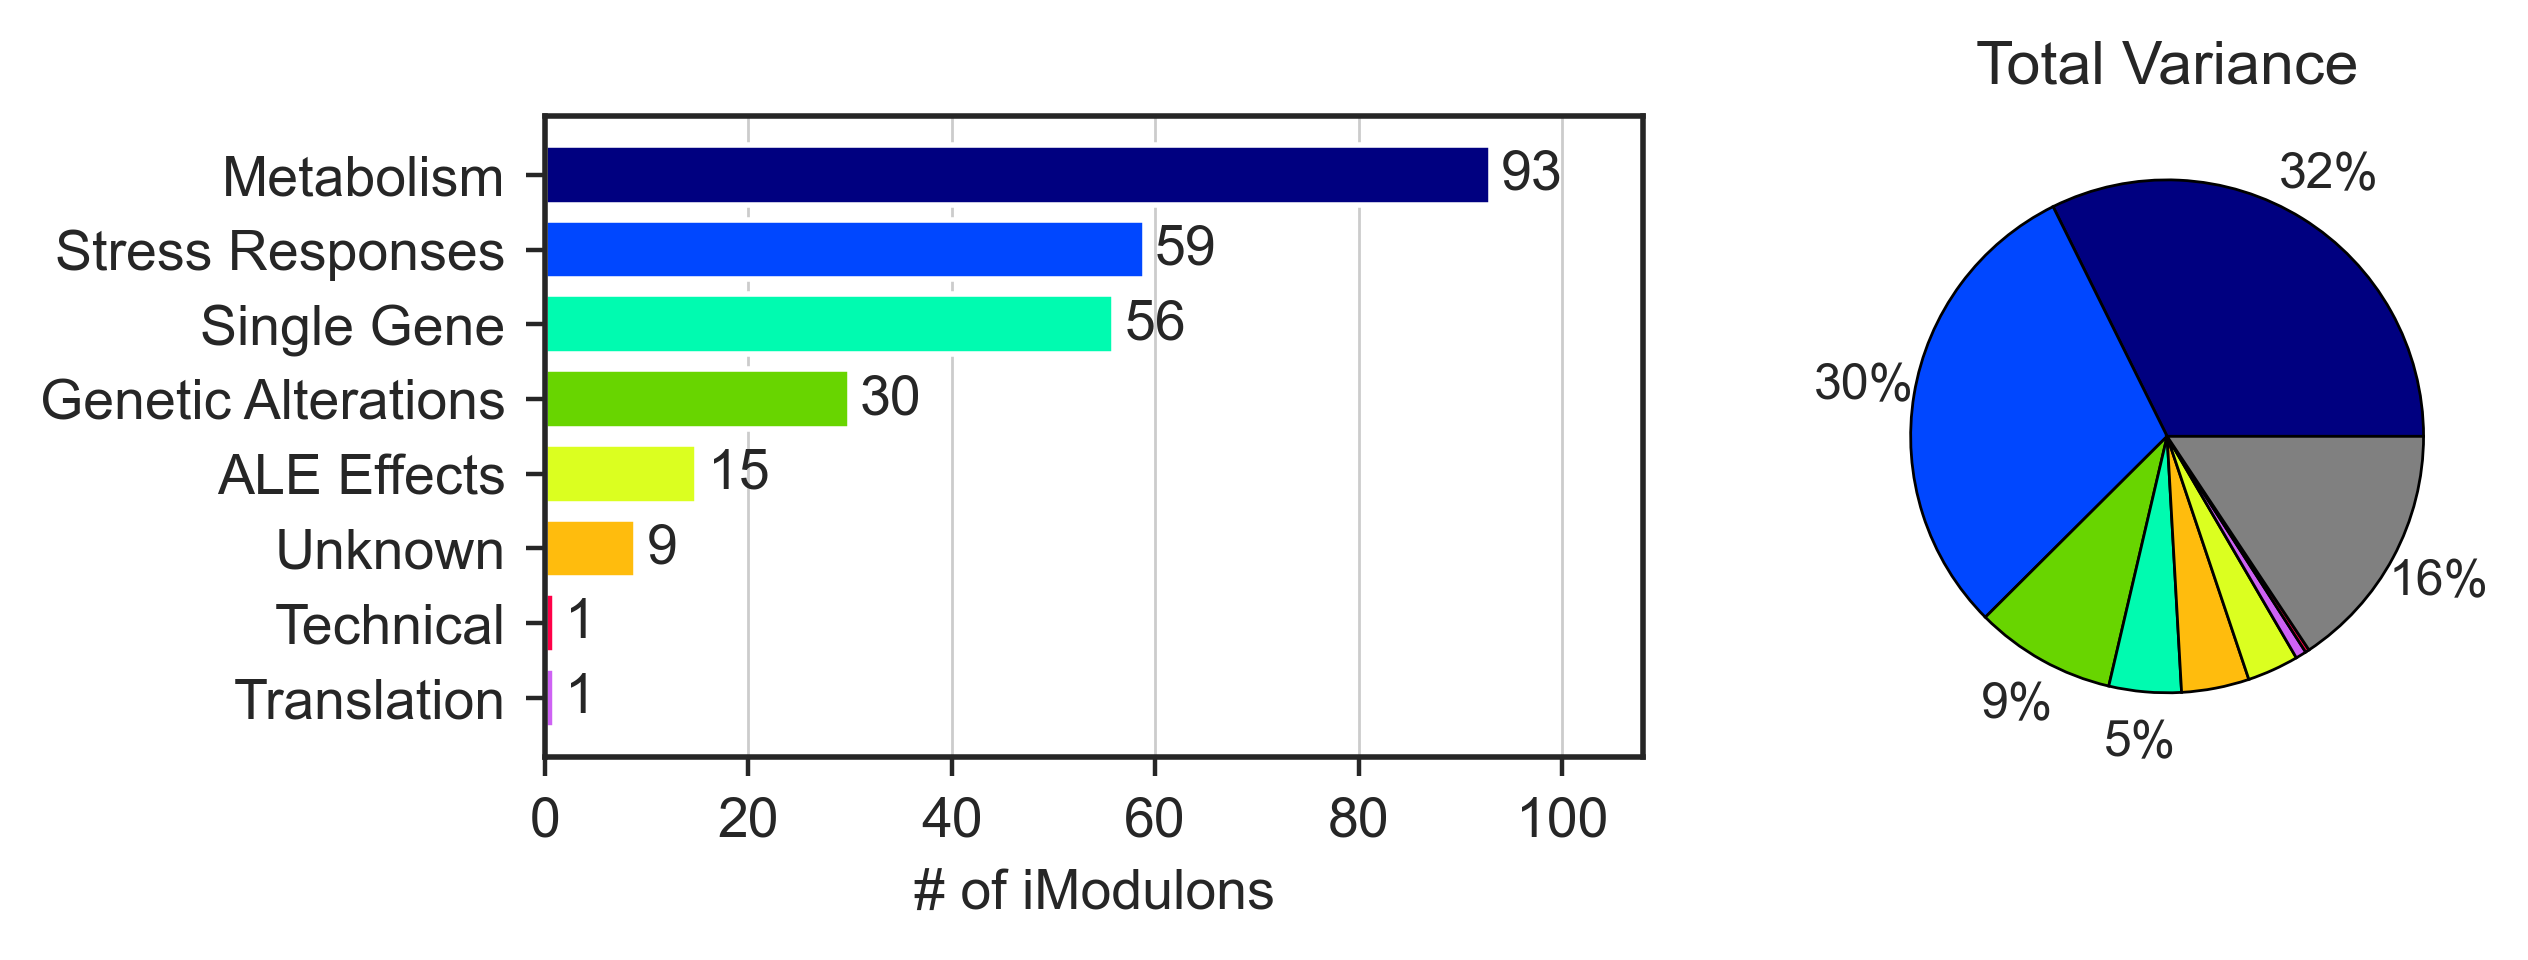 Metabolism 93
Stress Responses 59
Single Gene 56
Genetic Alterations 30
ALE Effects 15
Unknown 9
Technical 1
Translation 1
0 20 40 60 80 100
# of iModulons
Total Variance
32%
30%
16%
9%
5%